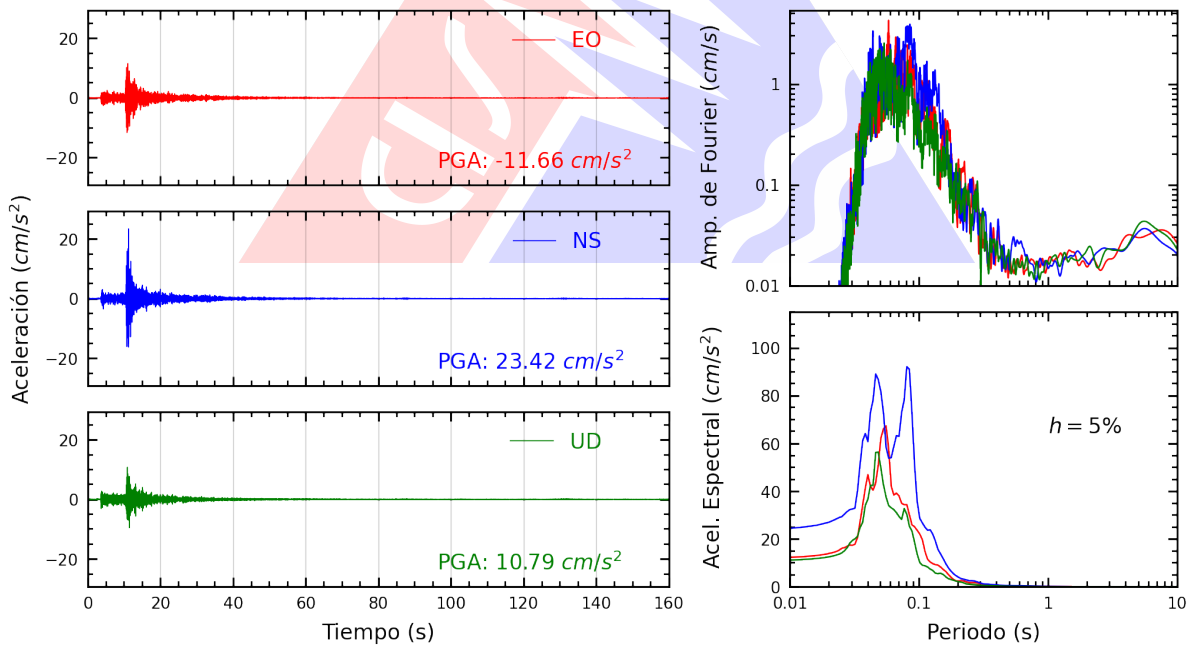 Aceleración (cm/s²)
20
0
−20
EO
PGA: -11.66 cm/s²
20
0
−20
NS
PGA: 23.42 cm/s²
20
0
−20
UD
PGA: 10.79 cm/s²
0 20 40 60 80 100 120 140 160
Tiempo (s)
Amp. de Fourier (cm/s)
1
0.1
0.01
Acel. Espectral (cm/s²)
100
80
60
40
20
0
h = 5%
0.01 0.1 1 10
Periodo (s)
CISMID